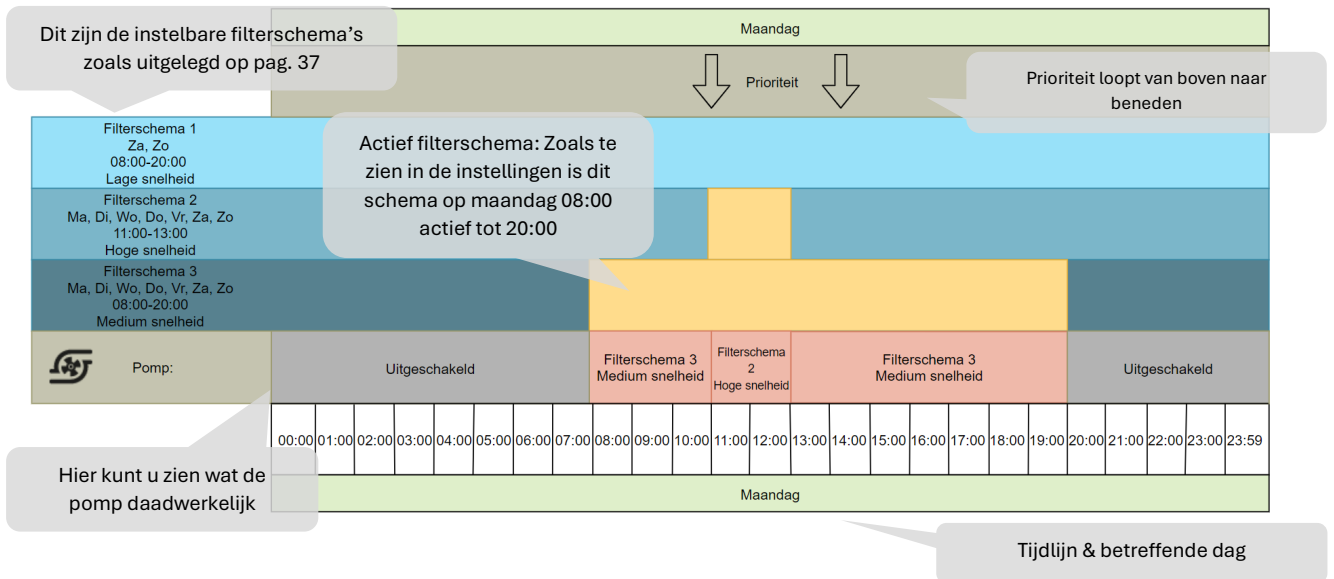 Maandag
Dit zijn de instelbare filterschema's
zoals uitgelegd op pag. 37
Prioriteit
Prioriteit loopt van boven naar
beneden
Filterschema 1
Za, Zo
08:00-20:00
Lage snelheid
Actief filterschema: Zoals te
zien in de instellingen is dit
schema op maandag 08:00
actief tot 20:00
Filterschema 2
Ma, Di, Wo, Do, Vr, Za, Zo
11:00-13:00
Hoge snelheid
Filterschema 3
Ma, Di, Wo, Do, Vr, Za, Zo
08:00-20:00
Medium snelheid
Pomp:
Uitgeschakeld
Filterschema 3
Medium snelheid
Filterschema
2
Hoge snelheid
Filterschema 3
Medium snelheid
Uitgeschakeld
00:00 01:00 02:00 03:00 04:00 05:00 06:00 07:00 08:00 09:00 10:00 11:00 12:00 13:00 14:00 15:00 16:00 17:00 18:00 19:00 20:00 21:00 22:00 23:00 23:59
Hier kunt u zien wat de
pomp daadwerkelijk
Maandag
Tijdlijn & betreffende dag